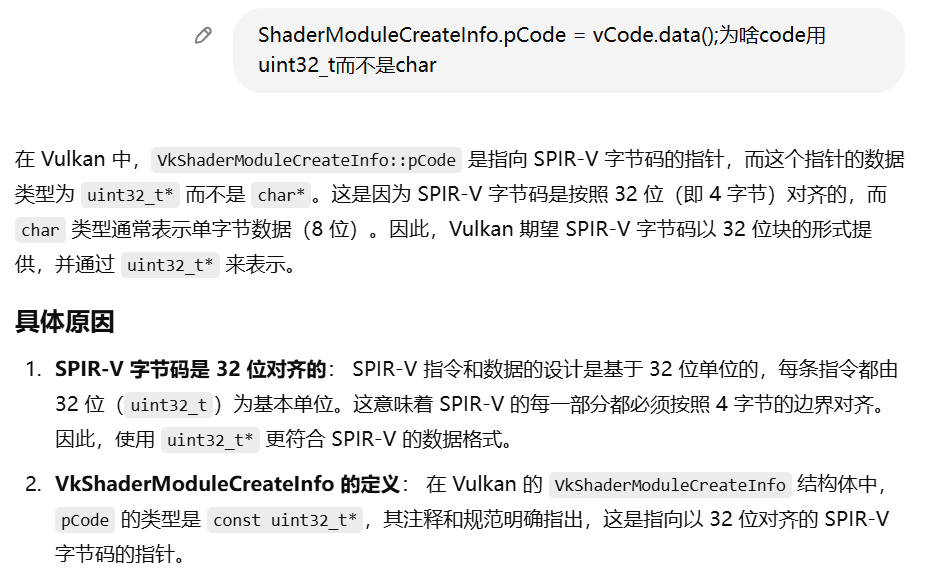 ShaderModuleCreateInfo.pCode = vCode.data();为啥code用
uint32_t而不是char
在 Vulkan 中，VkShaderModuleCreateInfo::pCode 是指向 SPIR-V 字节码的指针，而这个指针的数据
类型为 uint32_t* 而不是 char*。这是因为 SPIR-V 字节码是按照 32 位（即 4 字节）对齐的，而
char 类型通常表示单字节数据（8 位）。因此，Vulkan 期望 SPIR-V 字节码以 32 位块的形式提
供，并通过 uint32_t* 来表示。
具体原因
1. SPIR-V 字节码是 32 位对齐的： SPIR-V 指令和数据的设计是基于 32 位单位的，每条指令都由
32 位（uint32_t）为基本单位。这意味着 SPIR-V 的每一部分都必须按照 4 字节的边界对齐。
因此，使用 uint32_t* 更符合 SPIR-V 的数据格式。
2. VkShaderModuleCreateInfo 的定义： 在 Vulkan 的 VkShaderModuleCreateInfo 结构体中，
pCode 的类型是 const uint32_t*，其注释和规范明确指出，这是指向以 32 位对齐的 SPIR-V
字节码的指针。